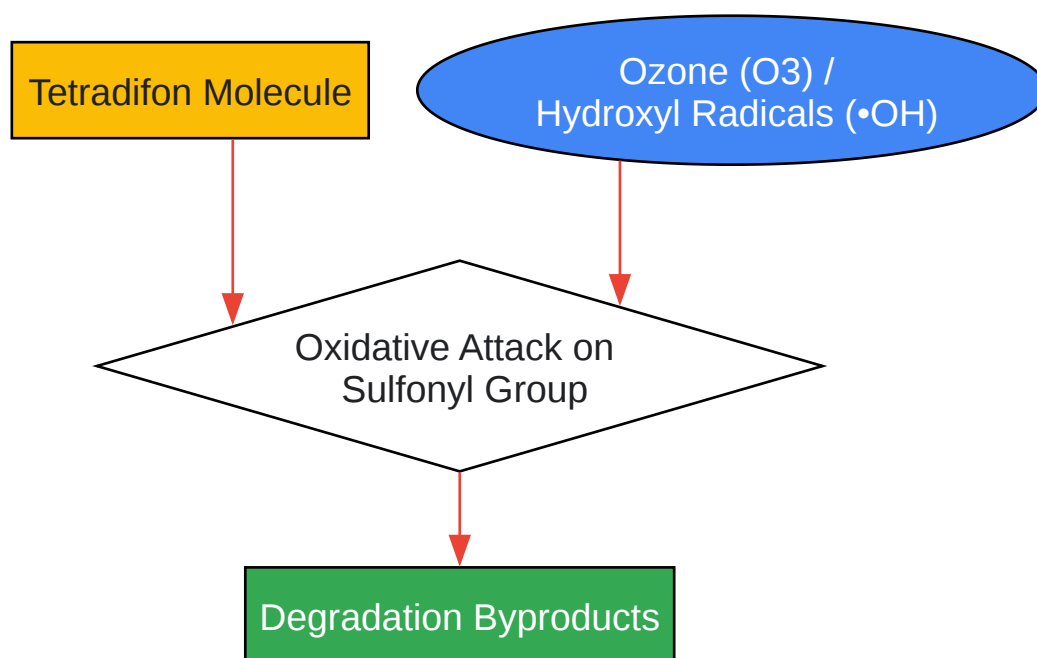 Tetradifon Molecule
Ozone (O3) /
Hydroxyl Radicals (•OH)
Oxidative Attack on
Sulfonyl Group
Degradation Byproducts